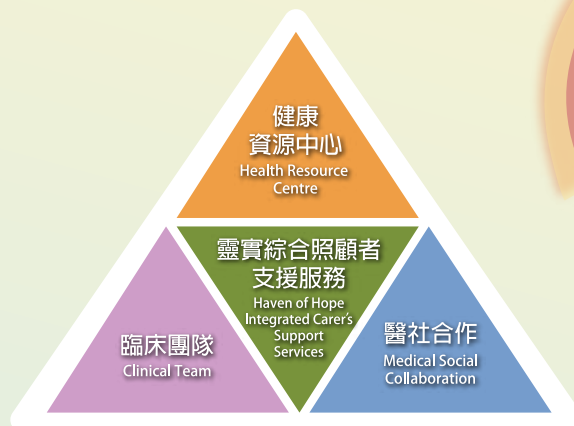 健康
資源中心
Health Resource
Centre
靈實綜合照顧者
支援服務
Haven of Hope
Integrated Carer's
Support
Services
臨床團隊
Clinical Team
醫社合作
Medical Social
Collaboration